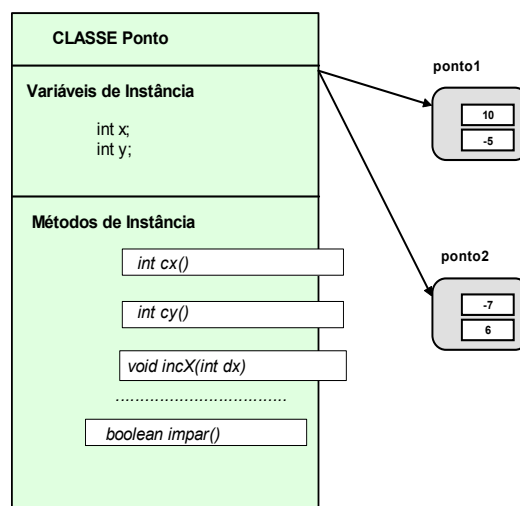 CLASSE Ponto
Variáveis de Instância
int x;
int y;
Métodos de Instância
int cx()
int cy()
void incX(int dx)
..................................
boolean impar()
ponto1
10
-5
ponto2
-7
6